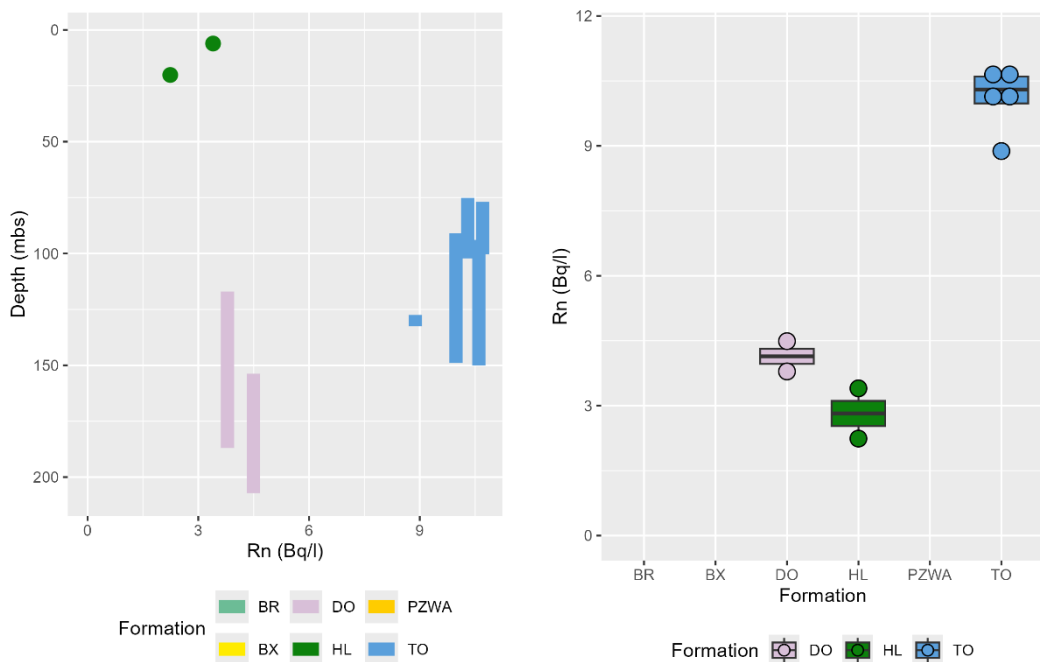 0
50
100
150
200
Depth (mbs)
0 3 6 9
Rn (Bq/l)
Formation
BR DO PZWA
BX HL TO
12
9
6
3
0
Rn (Bq/l)
BR BX DO HL PZWA TO
Formation
Formation DO HL TO